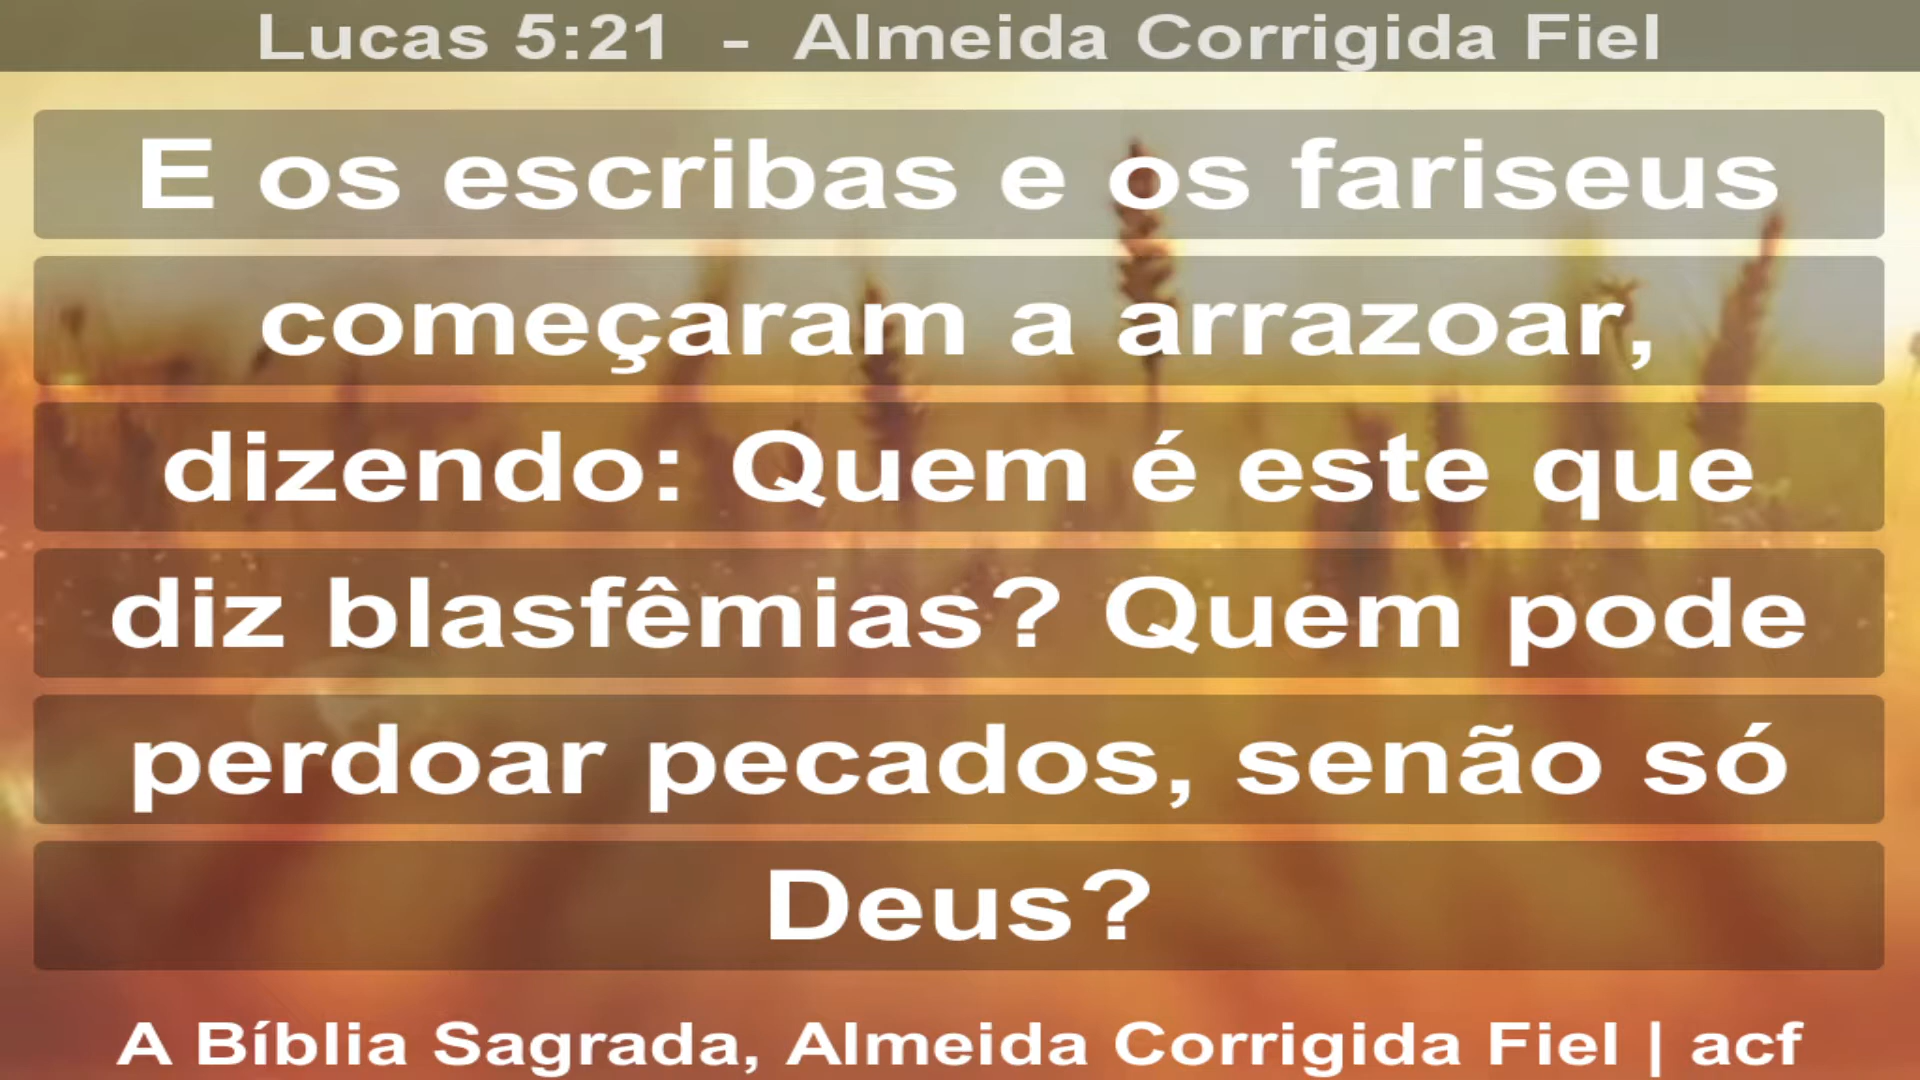 Lucas 5:21 - Almeida Corrigida Fiel
E os escribas e os fariseus
começaram a arrazoar,
dizendo: Quem é este que
diz blasfêmias? Quem pode
perdoar pecados, senão só
Deus?
A Bíblia Sagrada, Almeida Corrigida Fiel | acf